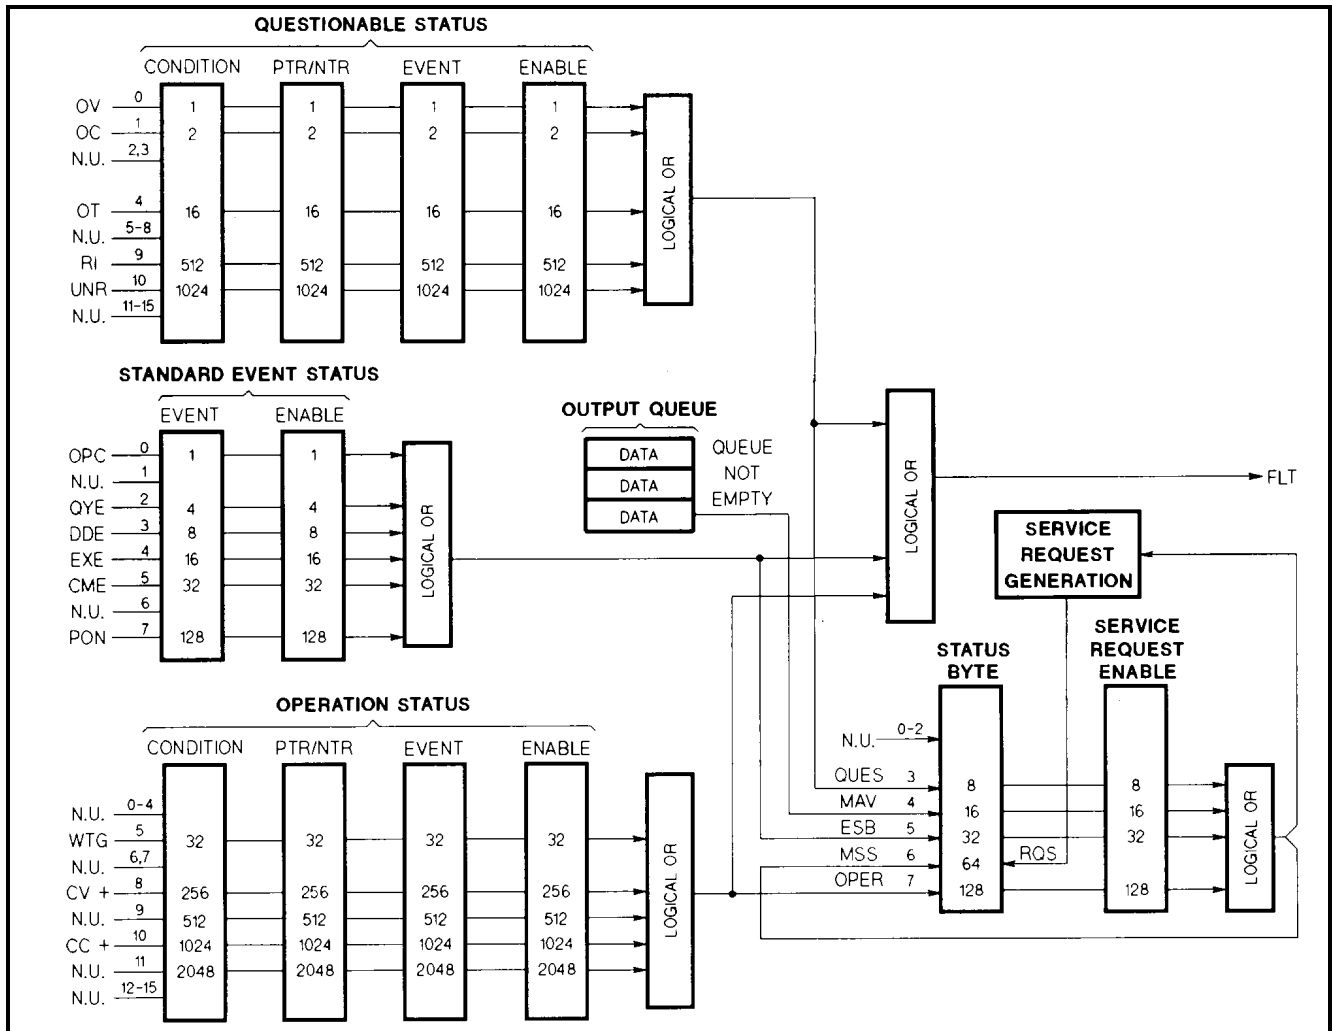 QUESTIONABLE STATUS
CONDITION PTR/NTR EVENT ENABLE
OV 0 1 1 1 1
OC 1 2 2 2 2
N.U. 2,3
OT 4 16 16 16 16
N.U. 5-8
RI 9 512 512 512 512
UNR 10 1024 1024 1024 1024
N.U. 11-15
LOGICAL OR
STANDARD EVENT STATUS
EVENT ENABLE
OPC 0 1 1
N.U. 1
QYE 2 4 4
DDE 3 8 8
EXE 4 16 16
CME 5 32 32
N.U. 6
PON 7 128 128
LOGICAL OR
OUTPUT QUEUE
DATA
DATA
DATA
QUEUE
NOT
EMPTY
LOGICAL OR
FLT
SERVICE
REQUEST
GENERATION
OPERATION STATUS
CONDITION PTR/NTR EVENT ENABLE
N.U. 0-4
WTG 5 32 32 32 32
N.U. 6,7
CV + 8 256 256 256 256
N.U. 9 512 512 512 512
CC + 10 1024 1024 1024 1024
N.U. 11 2048 2048 2048 2048
N.U. 12-15
LOGICAL OR
STATUS
BYTE
SERVICE
REQUEST
ENABLE
N.U. 0-2
QUES 3 8 8
MAV 4 16 16
ESB 5 32 32
MSS 6 64 RQS
OPER 7 128 128
LOGICAL OR